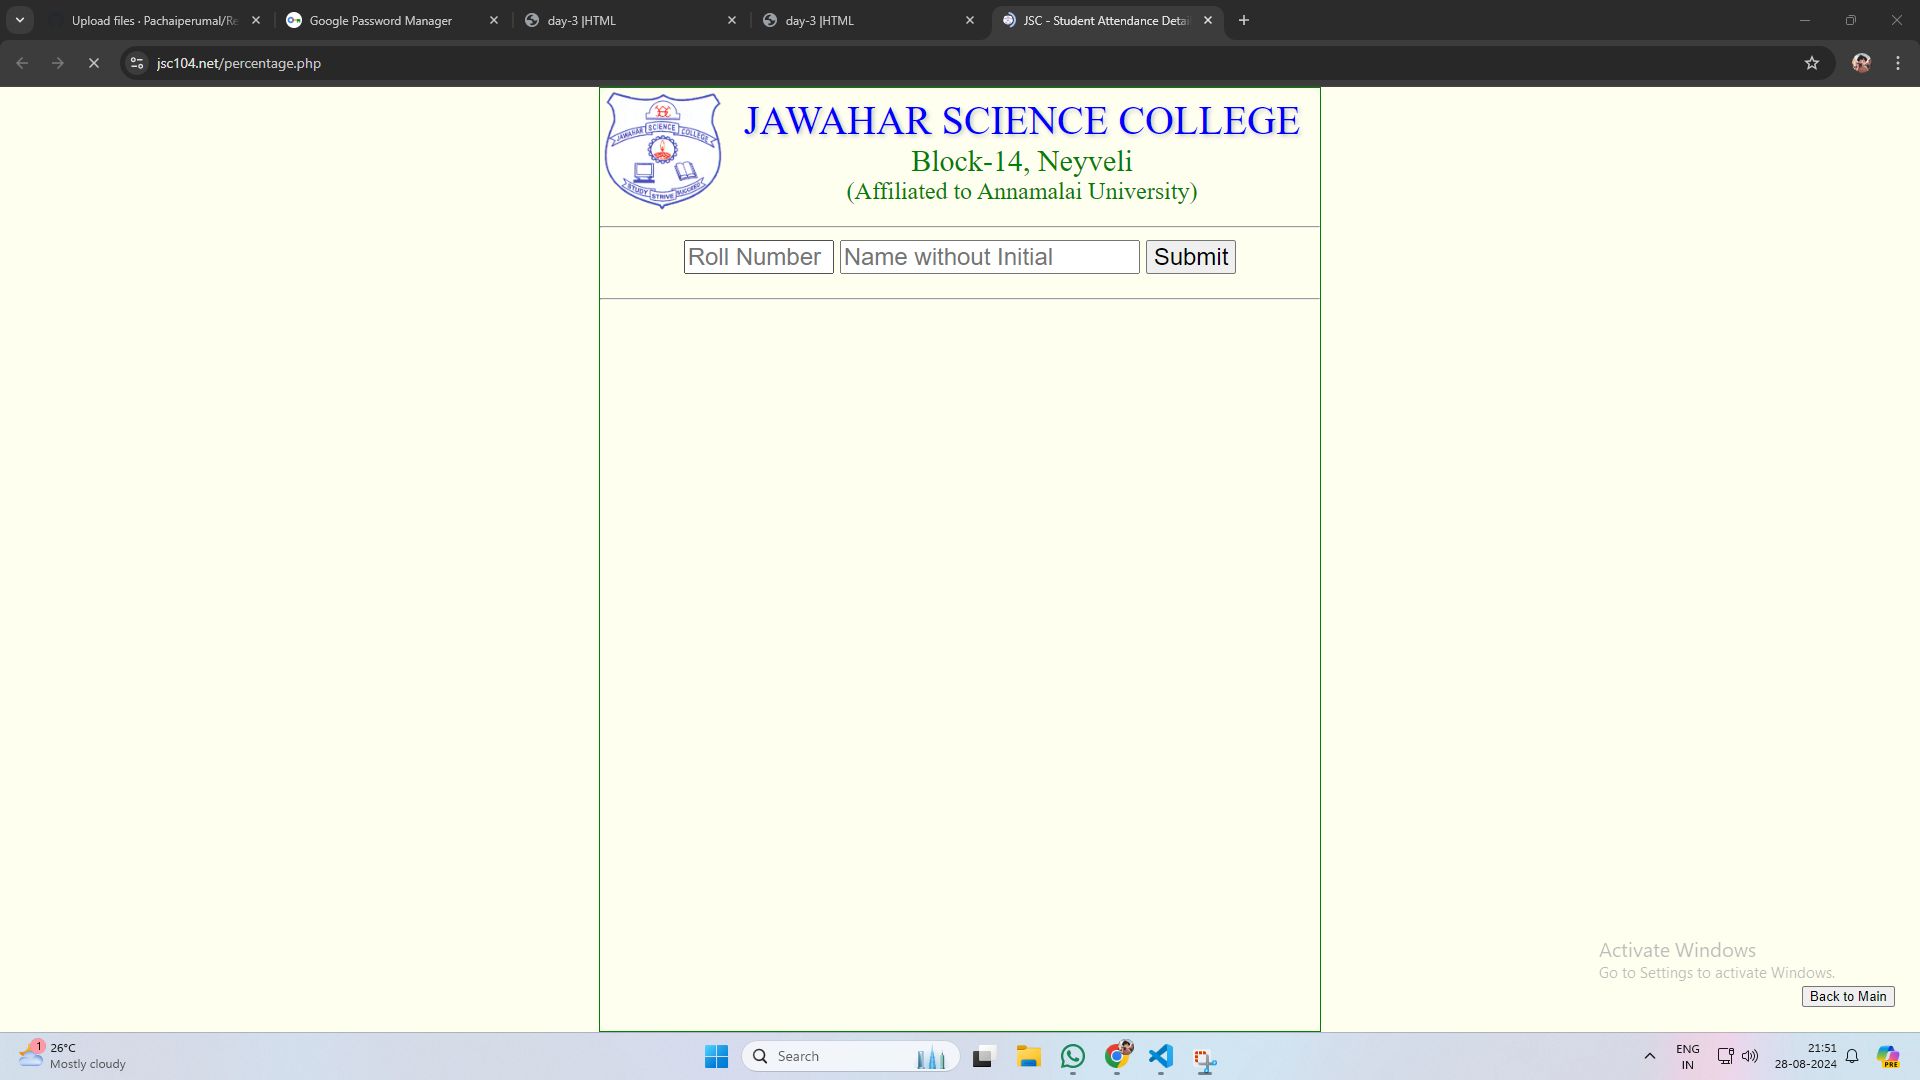 Upload files · Pachaiperumal/Re
Google Password Manager
day-3 |HTML
day-3 |HTML
JSC - Student Attendance Detai
jsc104.net/percentage.php
JAWAHAR SCIENCE COLLEGE
STUDY STRIVE SUCCEED
JAWAHAR SCIENCE COLLEGE
Block-14, Neyveli
(Affiliated to Annamalai University)
Roll Number
Name without Initial
Submit
Activate Windows
Go to Settings to activate Windows.
Back to Main
1
26°C
Mostly cloudy
Search
ENG
IN
21:51
28-08-2024
PRE